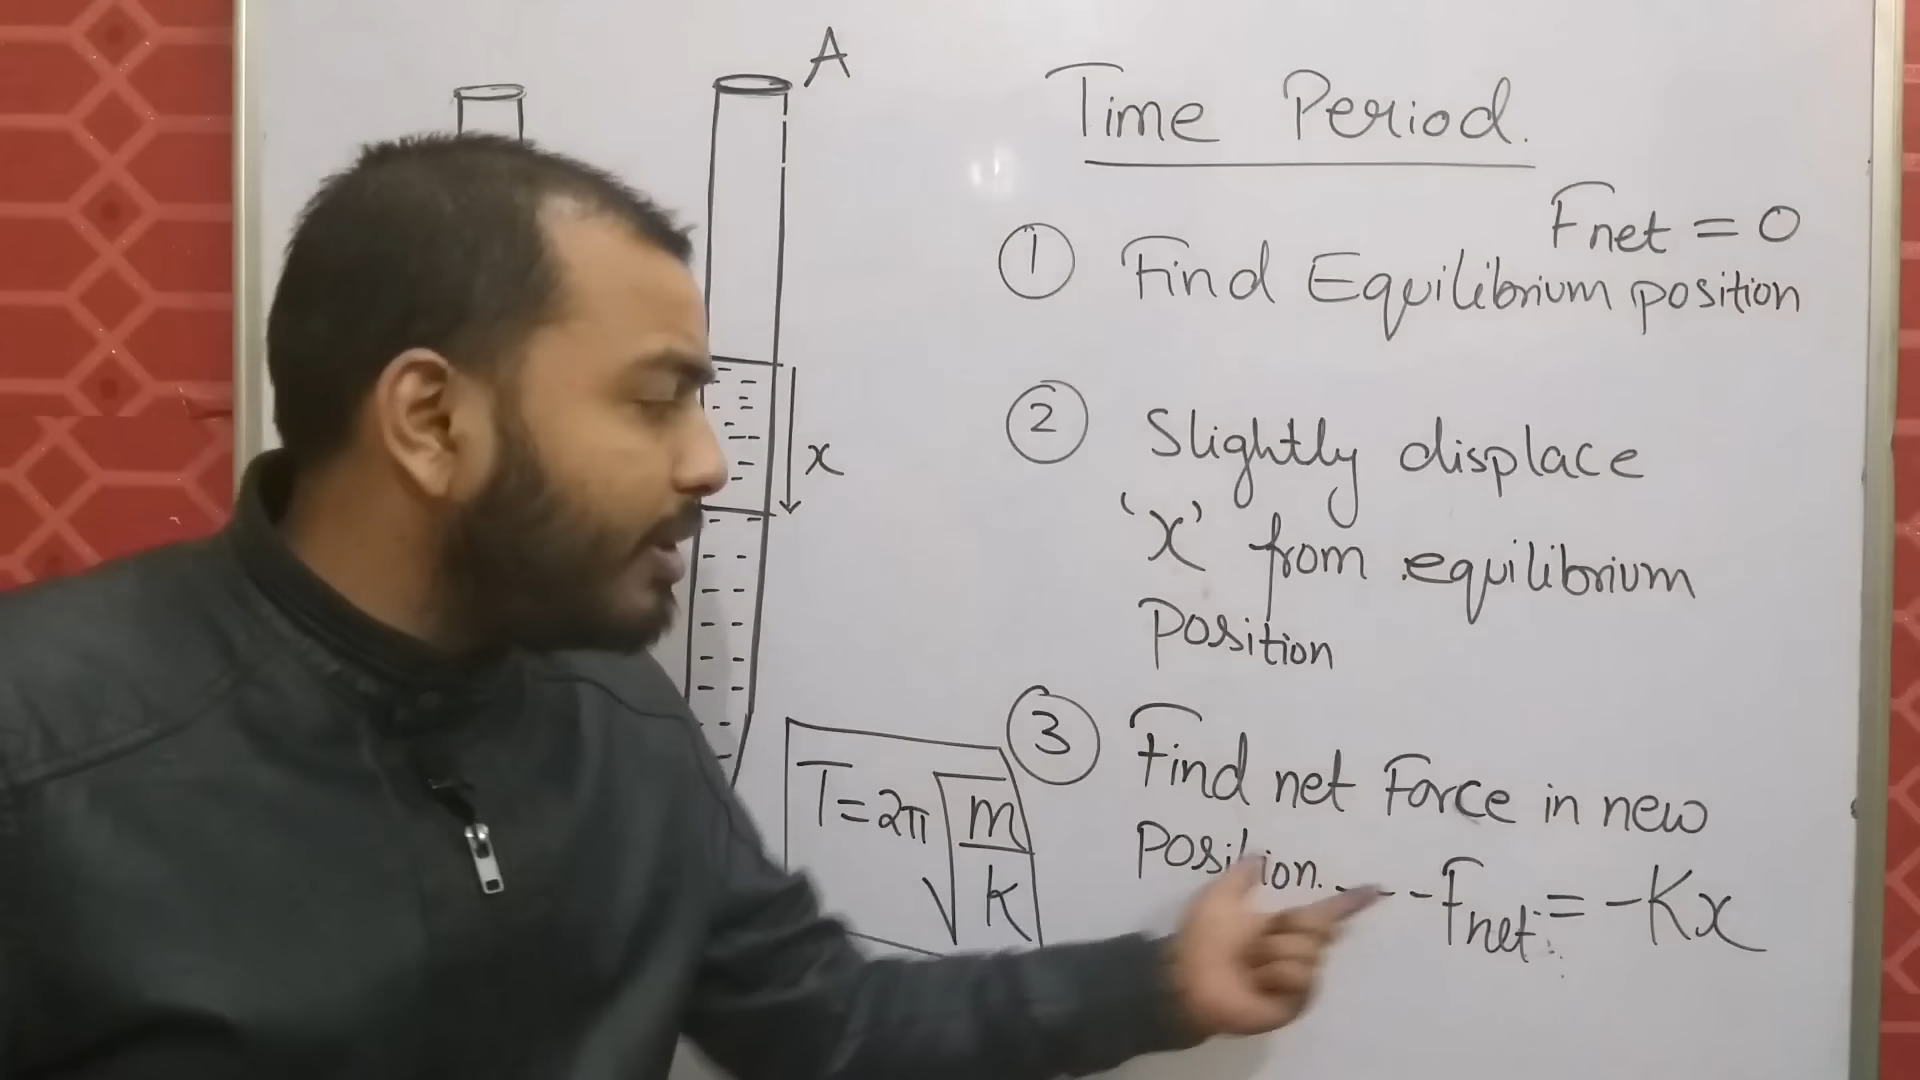 A
Time Period.
Fnet = 0
① Find Equilibrium position
② Slightly displace
'x' from equilibrium
position
x
③ Find net Force in new
position. --- Fnet = -Kx
T = 2π√m/k